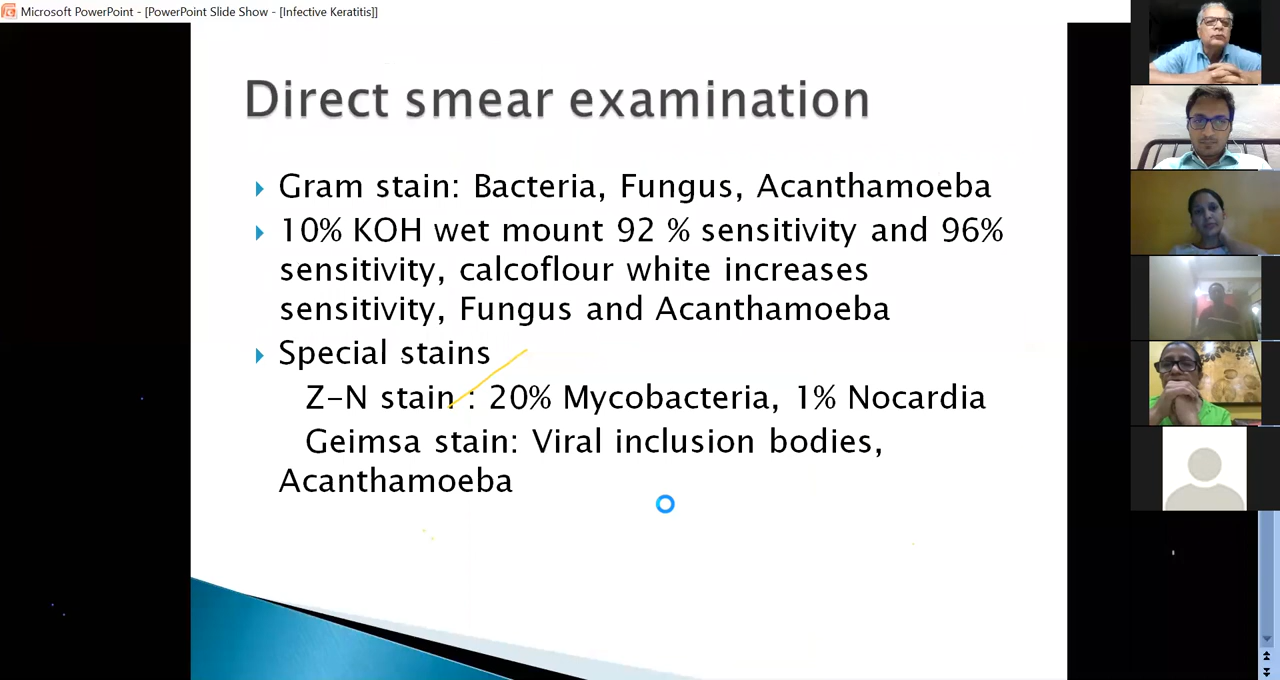 Microsoft PowerPoint - [PowerPoint Slide Show - [Infective Keratitis]]
Direct smear examination
Gram stain: Bacteria, Fungus, Acanthamoeba
10% KOH wet mount 92 % sensitivity and 96%
sensitivity, calcoflour white increases
sensitivity, Fungus and Acanthamoeba
Special stains
Z-N stain : 20% Mycobacteria, 1% Nocardia
Geimsa stain: Viral inclusion bodies,
Acanthamoeba